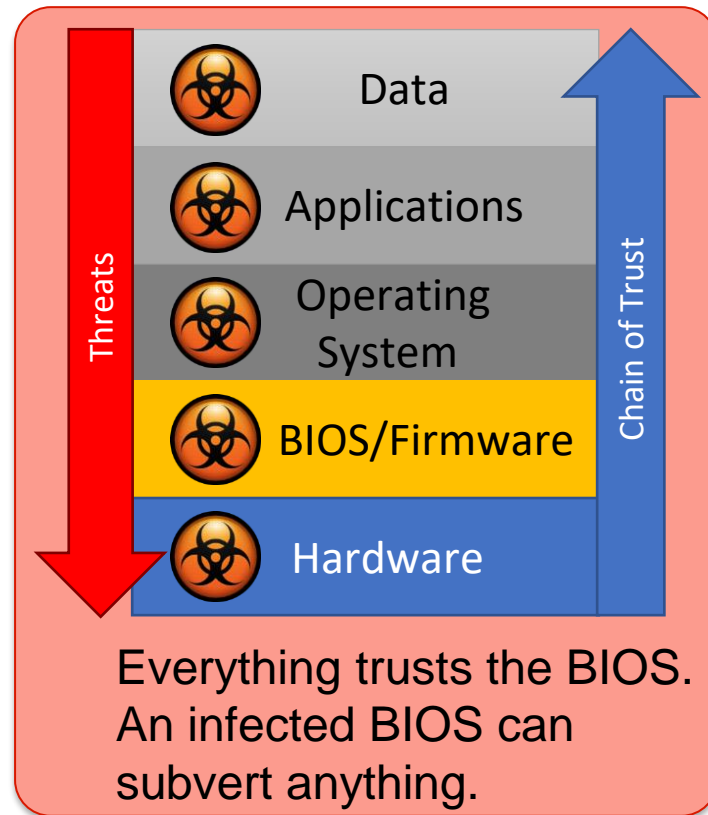 Data
Applications
Operating
System
BIOS/Firmware
Hardware
Threats
Chain of Trust
Everything trusts the BIOS.
An infected BIOS can
subvert anything.